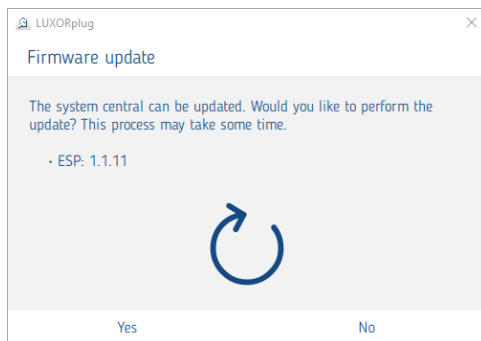 LUXORplug
Firmware update
The system central can be updated. Would you like to perform the
update? This process may take some time.
• ESP: 1.1.11
Yes No